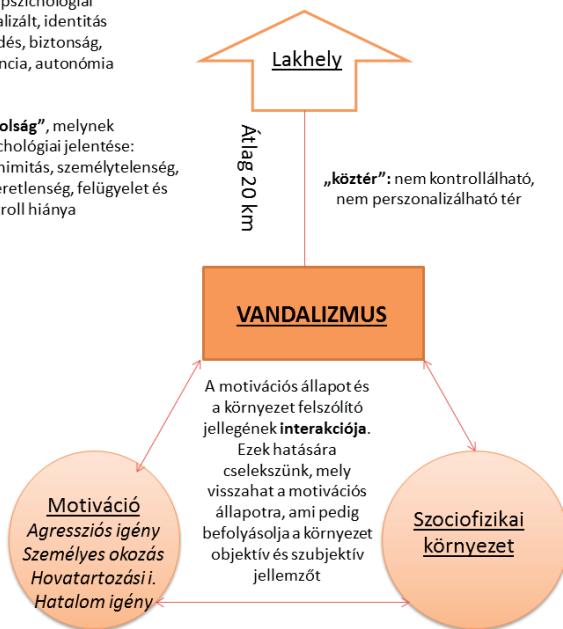 pszichológiai
alizált, identitás
dés, biztonság,
ncia, autonómia
olság”, melynek
chológiai jelentése:
nimitás, személytelenség,
eretlenség, felügyelet és
roll hiánya
Lakhely
Átlag 20 km
„köztér”: nem kontrollálható,
nem perszonalizálható tér
VANDALIZMUS
A motivációs állapot és
a környezet felszólító
jellegének interakciója.
Ezek hatására
cselekszünk, mely
visszahat a motivációs
állapotra, ami pedig
befolyásolja a környezet
objektív és szubjektív
jellemzőt
Motiváció
Agressziós igény
Személyes okozás
Hovatartozási i.
Hatalom igény
Szociofizikai
környezet